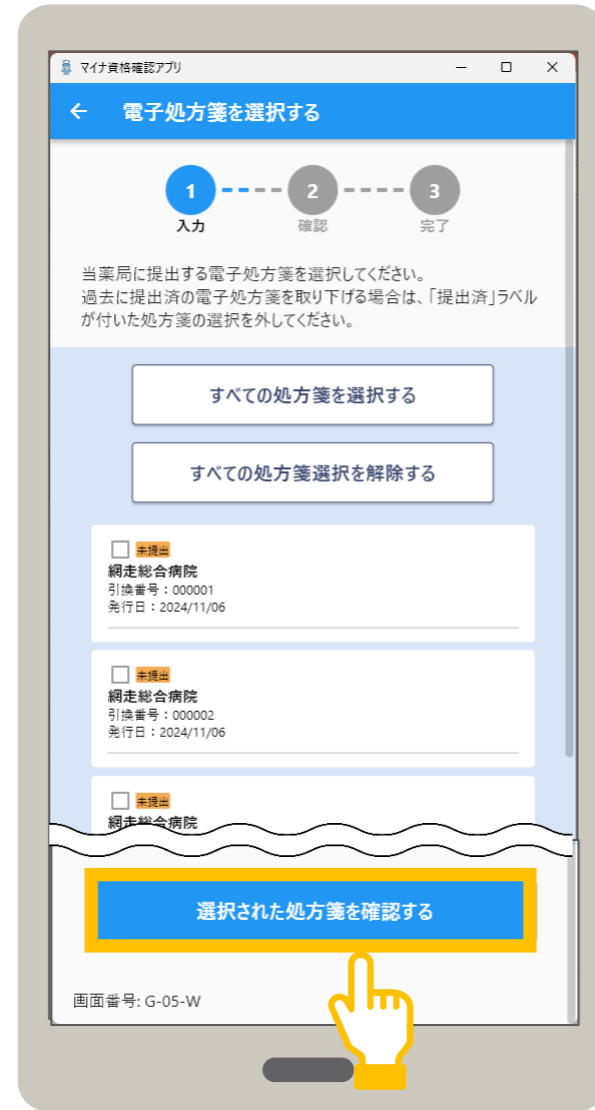 マイナ資格確認アプリ
電子処方箋を選択する
1 2 3
入力 確認 完了
当薬局に提出する電子処方箋を選択してください。
過去に提出済の電子処方箋を取り下げる場合は、「提出済」ラベル
が付いた処方箋の選択を外してください。
すべての処方箋を選択する
すべての処方箋選択を解除する
未提出
網走総合病院
引換番号：000001
発行日：2024/11/06
未提出
網走総合病院
引換番号：000002
発行日：2024/11/06
未提出
網走総合病院
選択された処方箋を確認する
画面番号: G-05-W